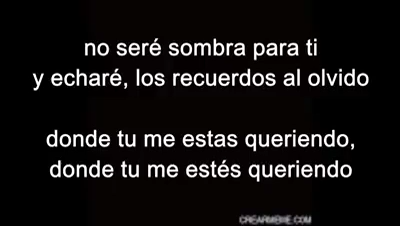 no seré sombra para ti
y echaré, los recuerdos al olvido
donde tu me estas queriendo,
donde tu me estés queriendo
CREARMEME.COM